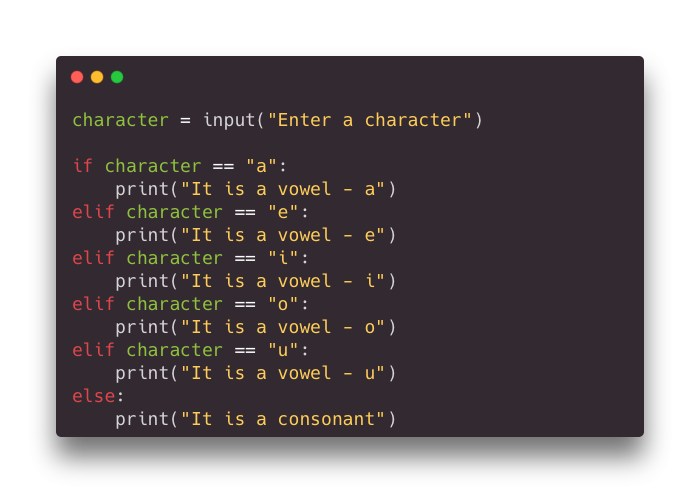 character = input("Enter a character")
if character == "a":
    print("It is a vowel - a")
elif character == "e":
    print("It is a vowel - e")
elif character == "i":
    print("It is a vowel - i")
elif character == "o":
    print("It is a vowel - o")
elif character == "u":
    print("It is a vowel - u")
else:
    print("It is a consonant")